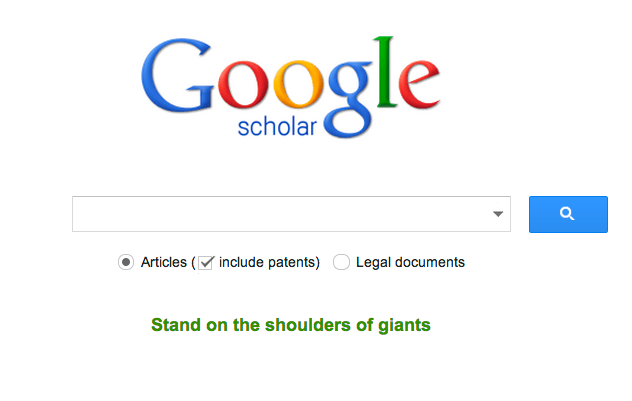 Google
scholar
Articles ( include patents) Legal documents
Stand on the shoulders of giants